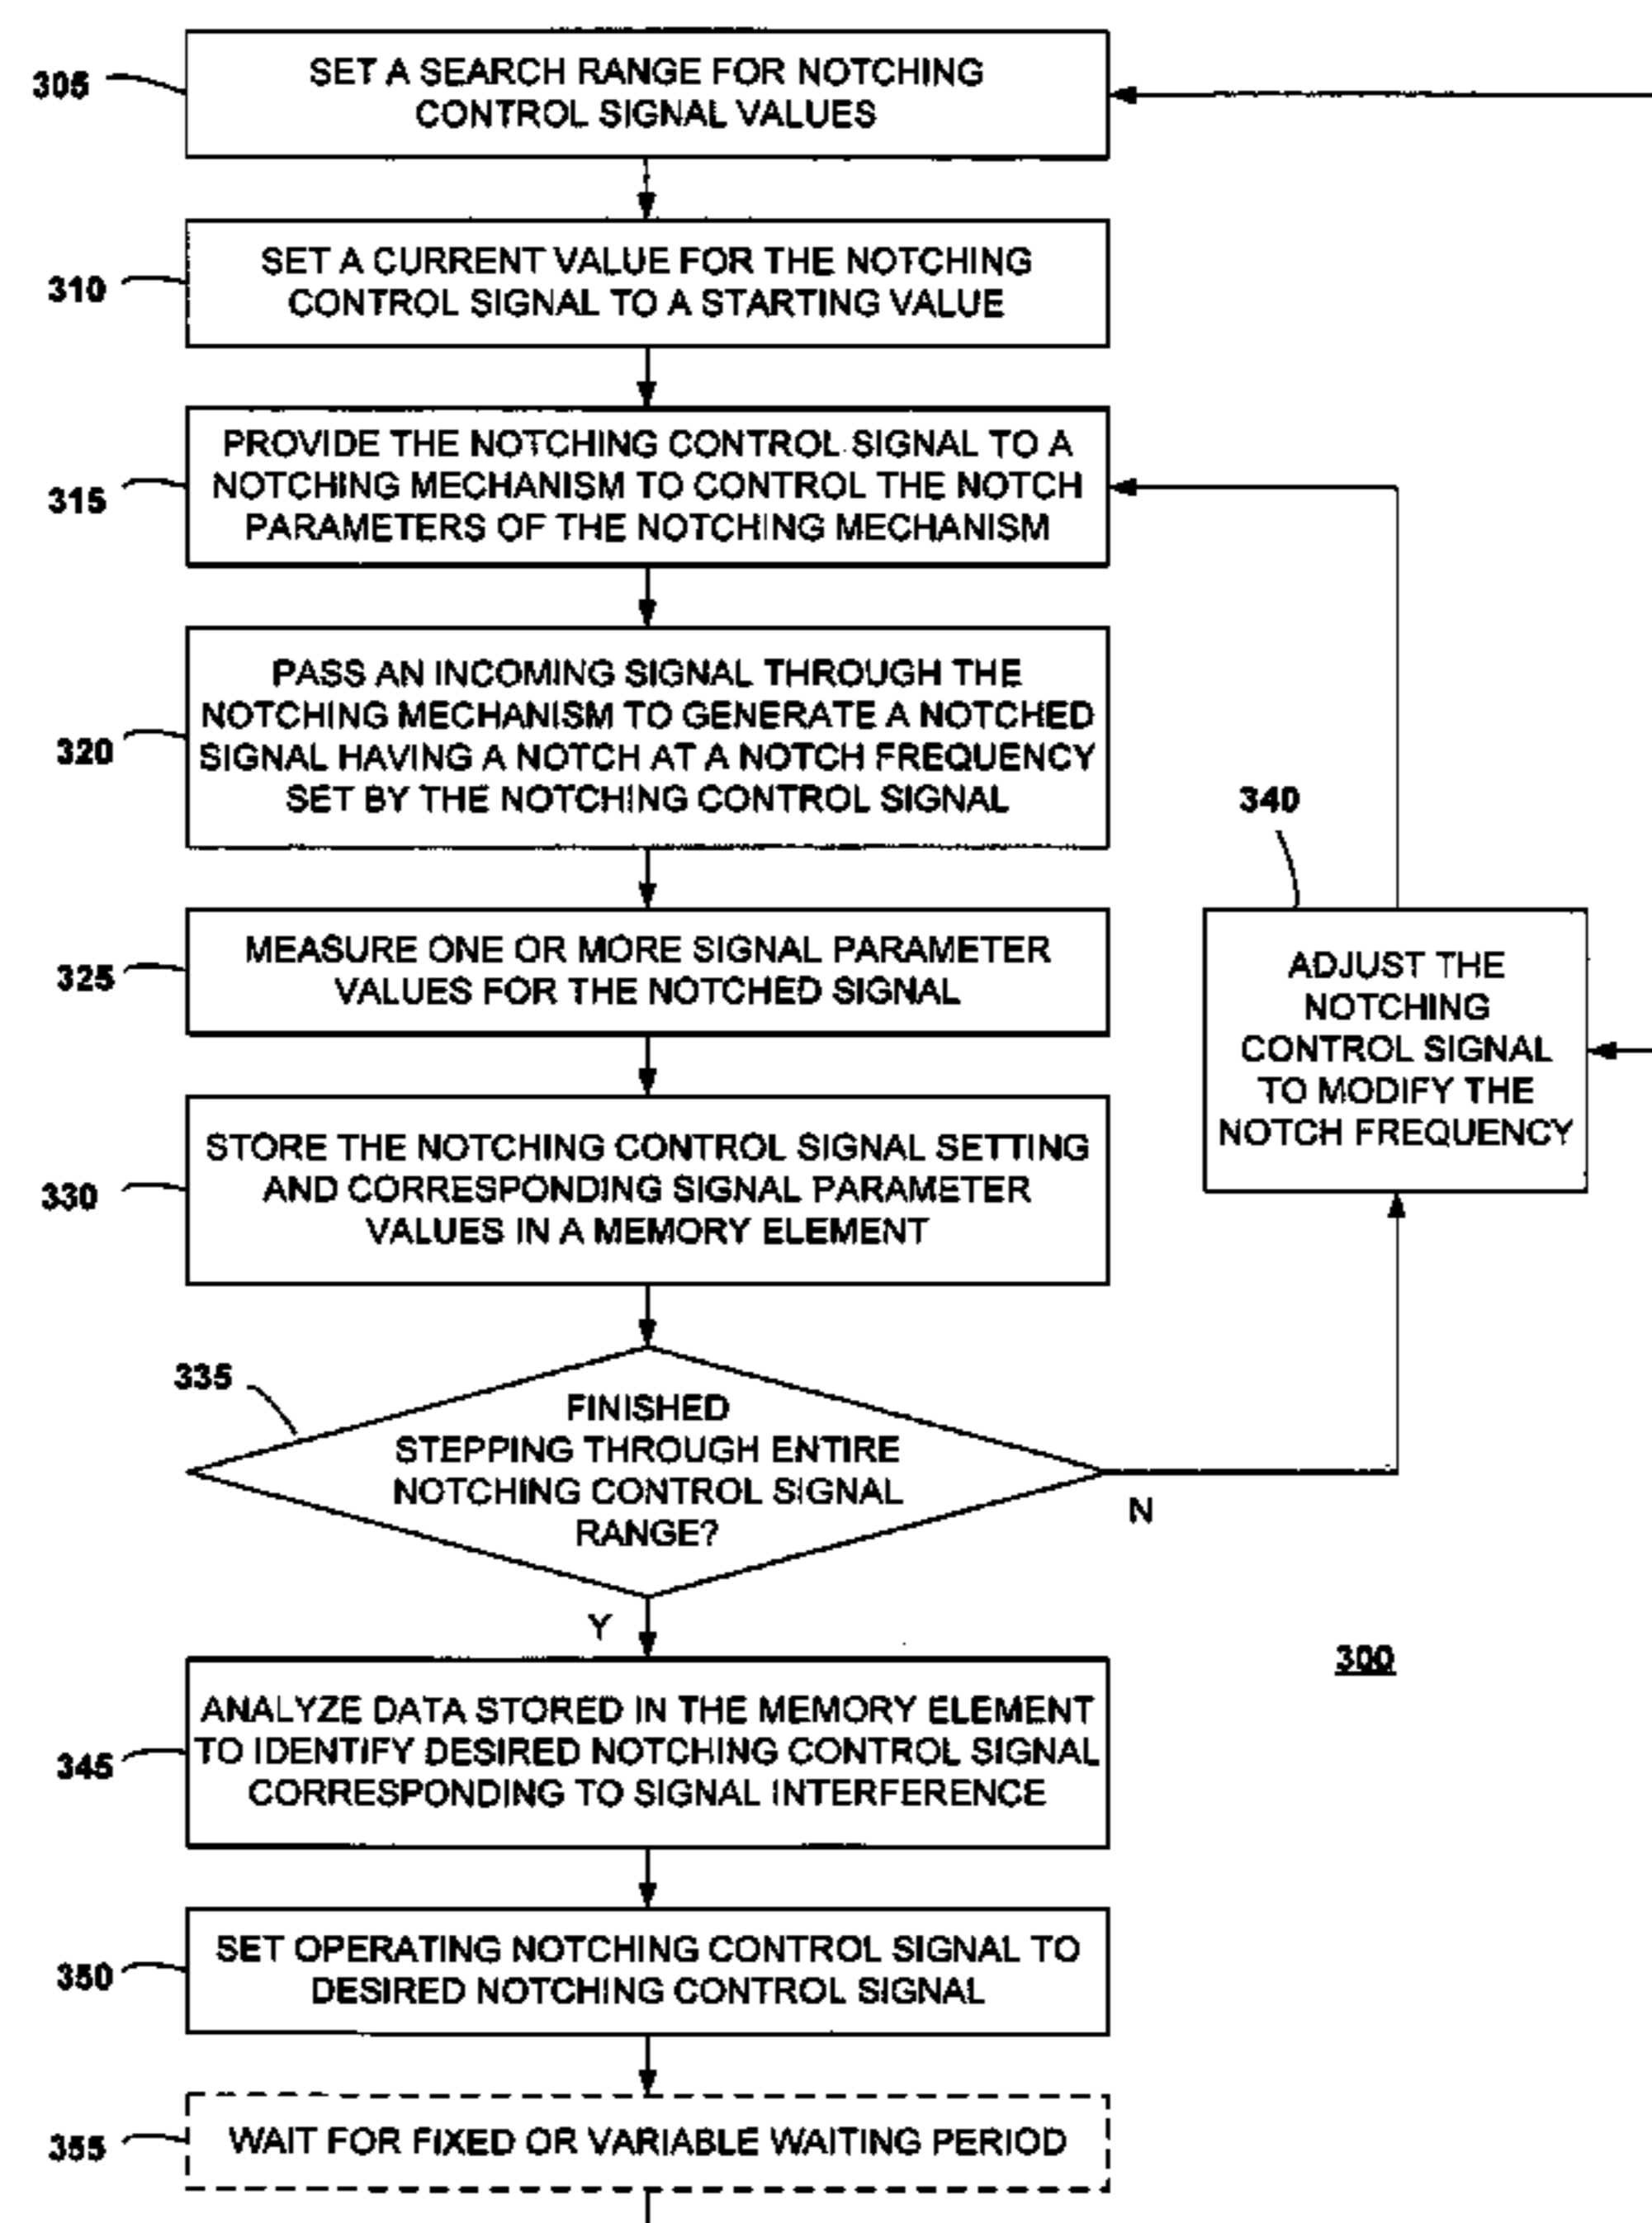 305
SET A SEARCH RANGE FOR NOTCHING
CONTROL SIGNAL VALUES
310
SET A CURRENT VALUE FOR THE NOTCHING
CONTROL SIGNAL TO A STARTING VALUE
315
PROVIDE THE NOTCHING CONTROL SIGNAL TO A
NOTCHING MECHANISM TO CONTROL THE NOTCH
PARAMETERS OF THE NOTCHING MECHANISM
320
PASS AN INCOMING SIGNAL THROUGH THE
NOTCHING MECHANISM TO GENERATE A NOTCHED
SIGNAL HAVING A NOTCH AT A NOTCH FREQUENCY
SET BY THE NOTCHING CONTROL SIGNAL
325
MEASURE ONE OR MORE SIGNAL PARAMETER
VALUES FOR THE NOTCHED SIGNAL
340
ADJUST THE
NOTCHING
CONTROL SIGNAL
TO MODIFY THE
NOTCH FREQUENCY
330
STORE THE NOTCHING CONTROL SIGNAL SETTING
AND CORRESPONDING SIGNAL PARAMETER
VALUES IN A MEMORY ELEMENT
335
FINISHED
STEPPING THROUGH ENTIRE
NOTCHING CONTROL SIGNAL
RANGE?
N
Y
300
345
ANALYZE DATA STORED IN THE MEMORY ELEMENT
TO IDENTIFY DESIRED NOTCHING CONTROL SIGNAL
CORRESPONDING TO SIGNAL INTERFERENCE
350
SET OPERATING NOTCHING CONTROL SIGNAL TO
DESIRED NOTCHING CONTROL SIGNAL
355
WAIT FOR FIXED OR VARIABLE WAITING PERIOD